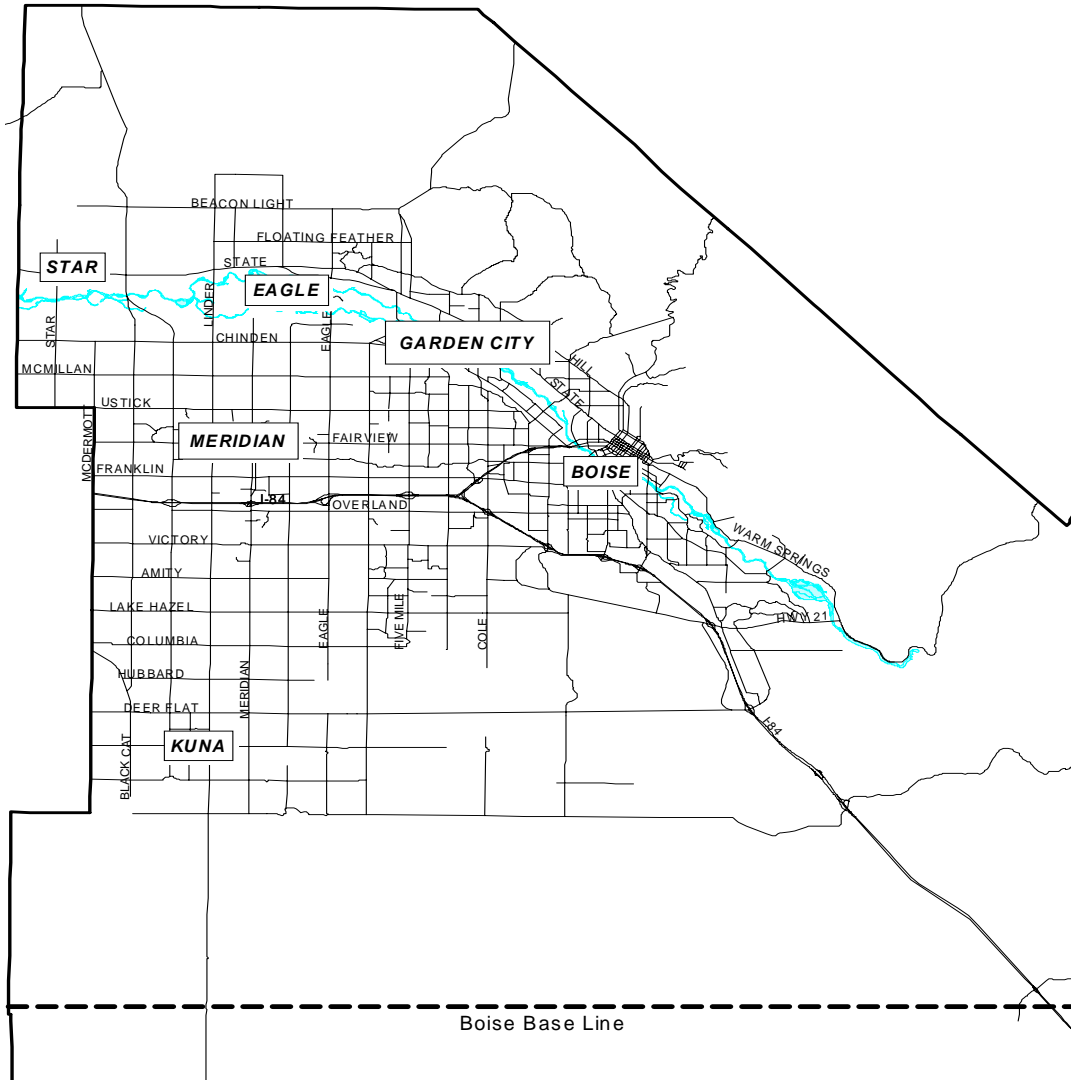 BEACON LIGHT
FLOATING FEATHER
STATE
STAR
EAGLE
LINDER
STAR
EAGLE
CHINDEN
GARDEN CITY
HILL
STATE
MCMILLAN
USTICK
MCDERMOTT
MERIDIAN
FAIRVIEW
FRANKLIN
BOISE
I-84
OVERLAND
VICTORY
WARM SPRINGS
AMITY
LAKE HAZEL
EAGLE
FIVE MILE
COLE
HWY 21
COLUMBIA
HUBBARD
MERIDIAN
DEER FLAT
I-84
KUNA
BLACK CAT
Boise Base Line